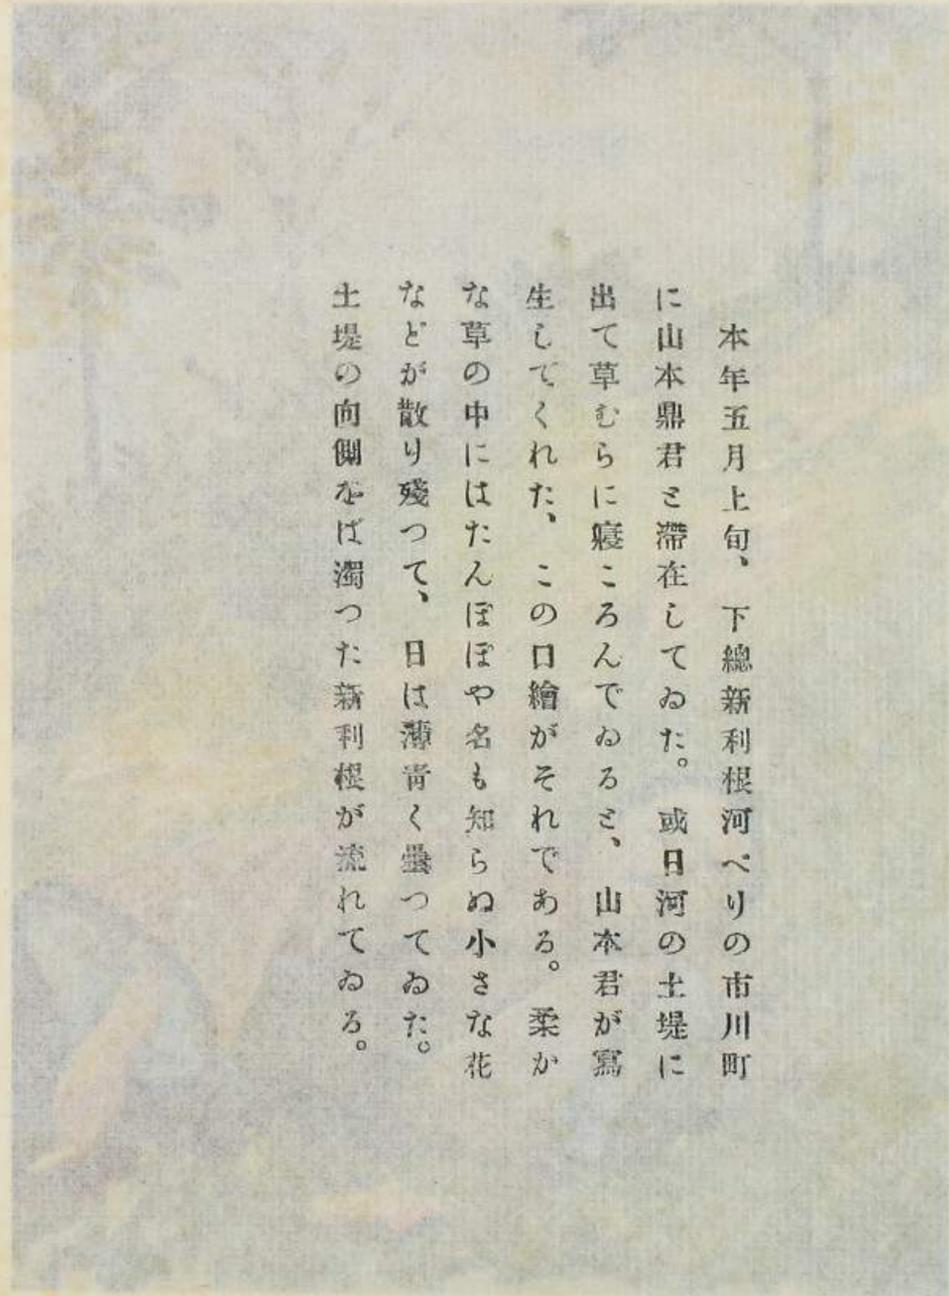 本年五月上旬、下總新利根河べりの市川町
に山本鼎君と滯在してゐた。或日河の土堤に
出て草むらに寢ころんでゐると、山本君が寫
生してくれた、この口繪がそれである。柔か
な草の中にはたんぽぽや名も知らぬ小さな花
などが散り殘つて、日は薄青く曇つてゐた。
土堤の向側をば濁つた新利根が流れてゐる。